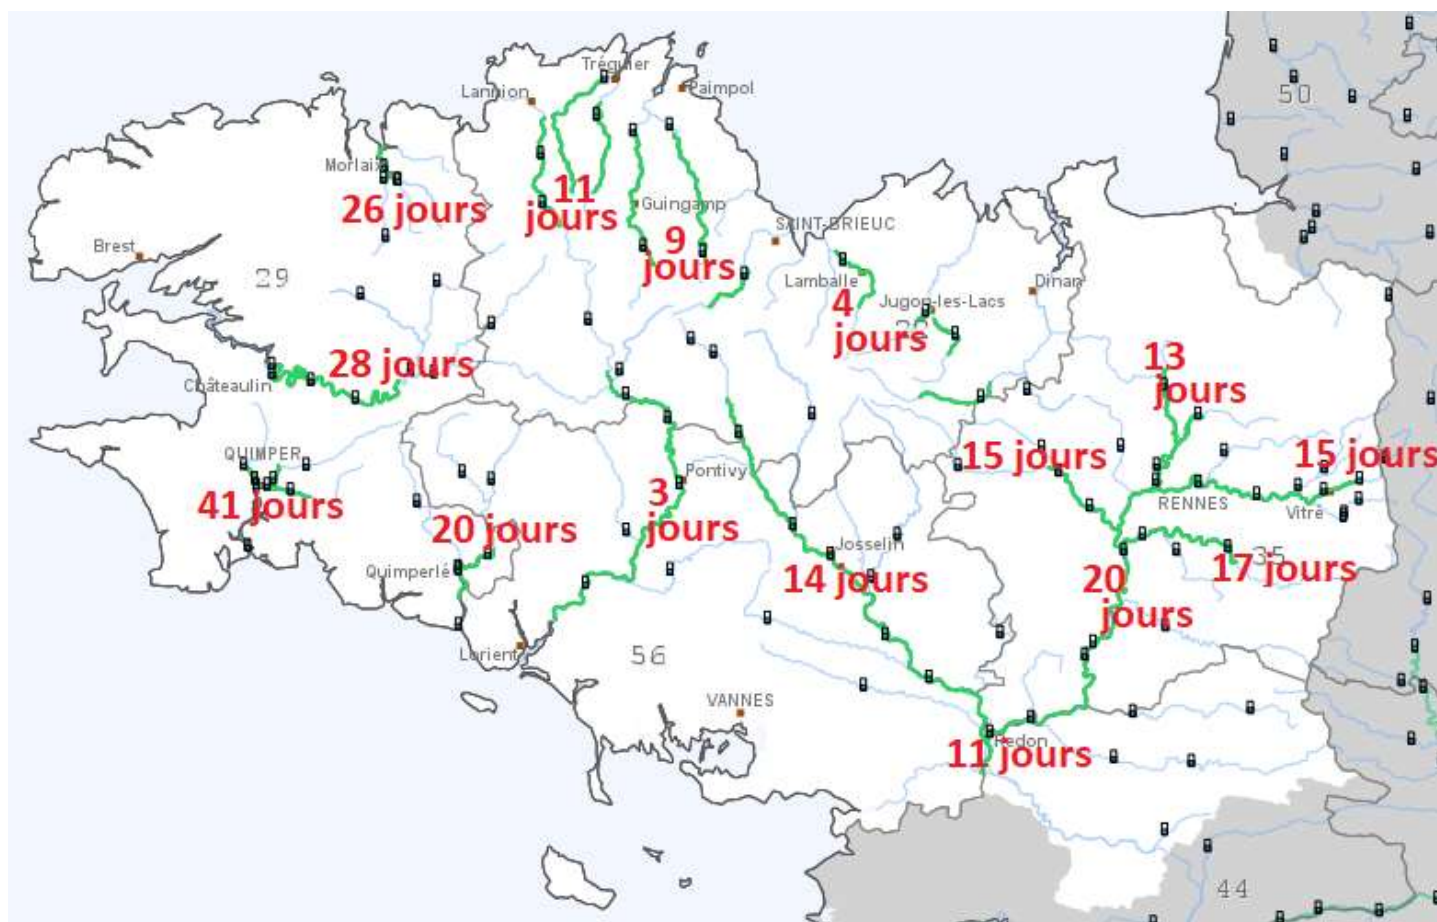 Tréguier
Lannion
Paimpol
50
Morlaix
26 jours
11
jours
Guingamp
SAINT-BRIEUC
9
jours
Brest
29
Lamballe
4
jours
Jugon-les-Lacs
Dinan
28 jours
Châteaulin
13
jours
QUIMPER
41 jours
20 jours
Quimperlé
3
jours
Pontivy
15 jours
15 jours
RENNES
Vitré
Josselin
14 jours
35
17 jours
20
jours
Lorient
56
VANNES
Redon
11 jours
44